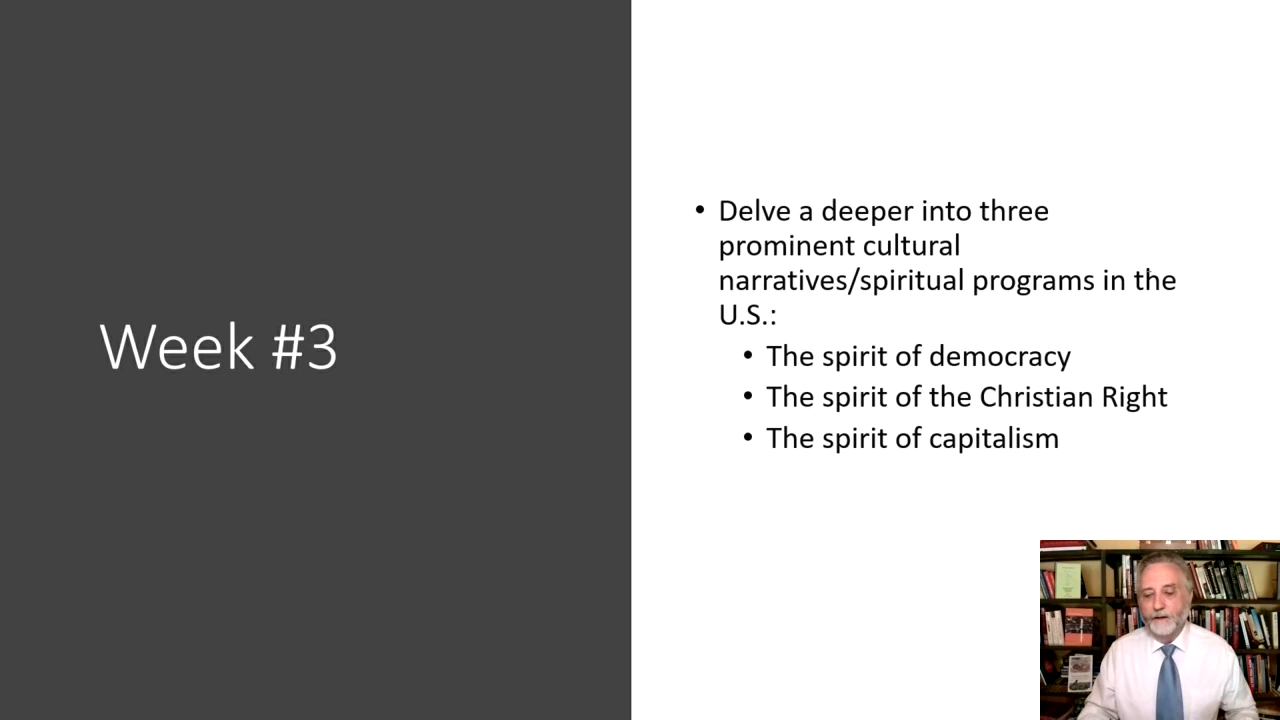 Week #3
• Delve a deeper into three
prominent cultural
narratives/spiritual programs in the
U.S.:
• The spirit of democracy
• The spirit of the Christian Right
• The spirit of capitalism